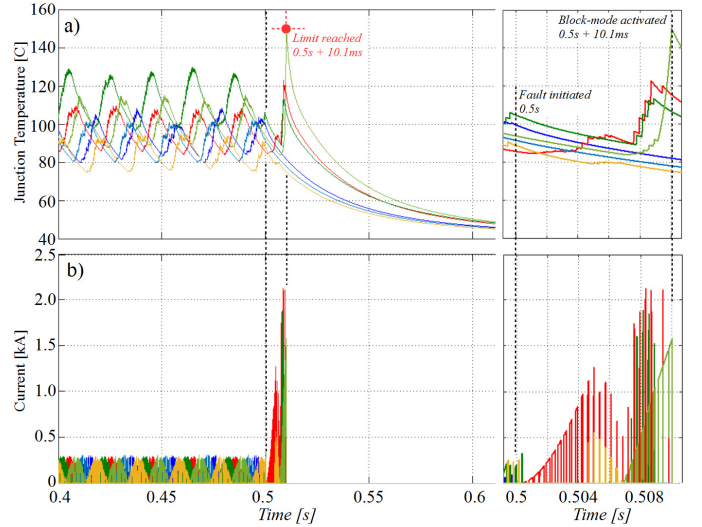 160
140
120
100
80
60
40
Junction Temperature [C]
a)
Limit reached
0.5s + 10.1ms
Block-mode activated
0.5s + 10.1ms
Fault initiated
0.5s
2.5
2.0
1.5
1.0
0.5
0
Current [kA]
b)
0.4
0.45
0.5
0.55
0.6
Time [s]
0.5
0.504
0.508
Time [s]